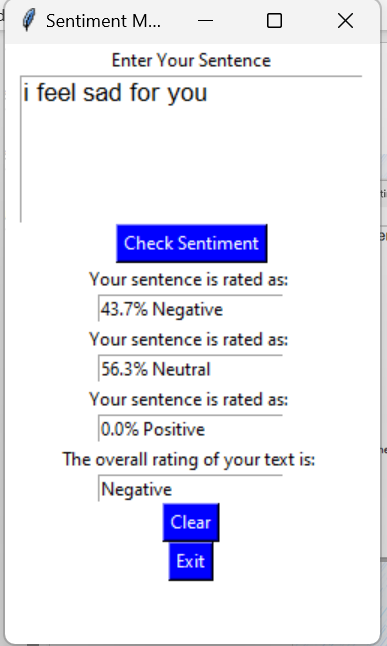 Sentiment M...
Enter Your Sentence
i feel sad for you
Check Sentiment
Your sentence is rated as:
43.7% Negative
Your sentence is rated as:
56.3% Neutral
Your sentence is rated as:
0.0% Positive
The overall rating of your text is:
Negative
Clear
Exit